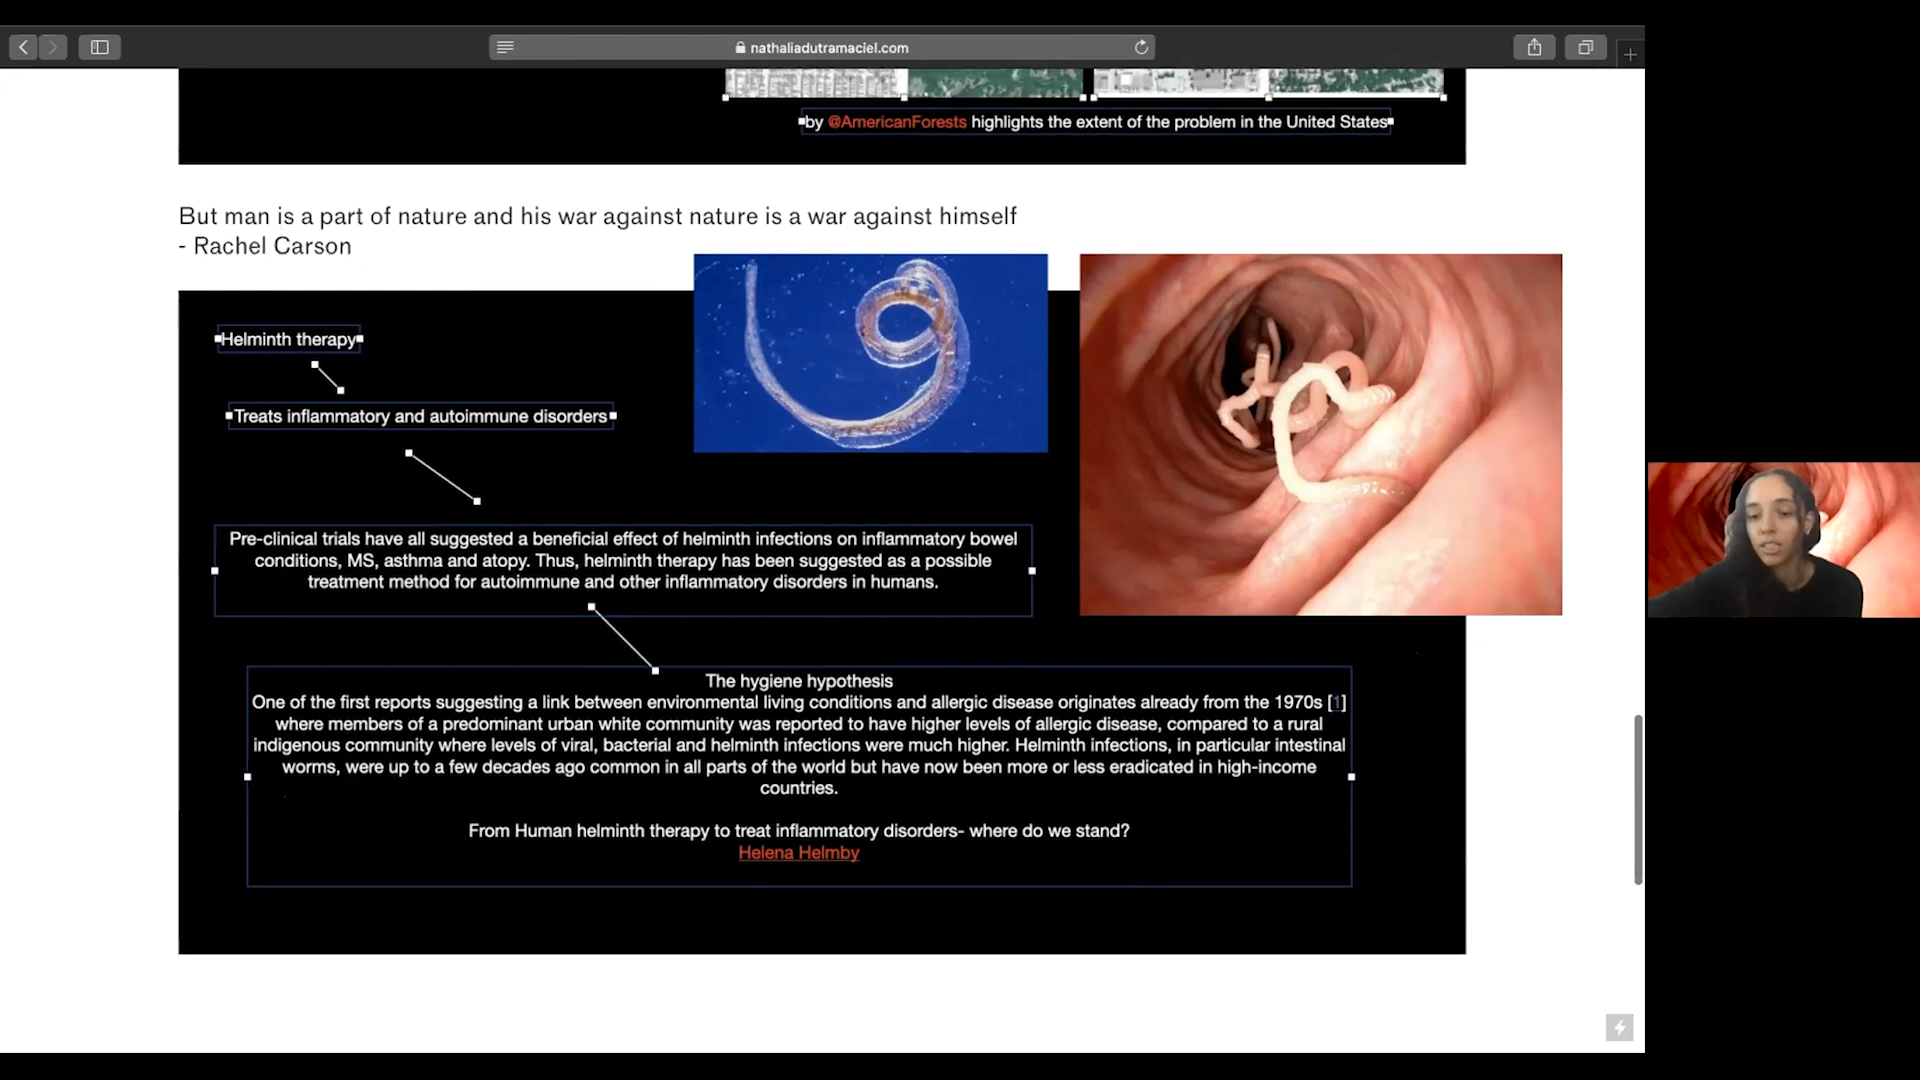 nathaliadutramaciel.com
by @AmericanForests highlights the extent of the problem in the United States
But man is a part of nature and his war against nature is a war against himself
- Rachel Carson
Helminth therapy
Treats inflammatory and autoimmune disorders
Pre-clinical trials have all suggested a beneficial effect of helminth infections on inflammatory bowel
conditions, MS, asthma and atopy. Thus, helminth therapy has been suggested as a possible
treatment method for autoimmune and other inflammatory disorders in humans.
The hygiene hypothesis
One of the first reports suggesting a link between environmental living conditions and allergic disease originates already from the 1970s [1]
where members of a predominant urban white community was reported to have higher levels of allergic disease, compared to a rural
indigenous community where levels of viral, bacterial and helminth infections were much higher. Helminth infections, in particular intestinal
worms, were up to a few decades ago common in all parts of the world but have now been more or less eradicated in high-income
countries.
From Human helminth therapy to treat inflammatory disorders- where do we stand?
Helena Helmby